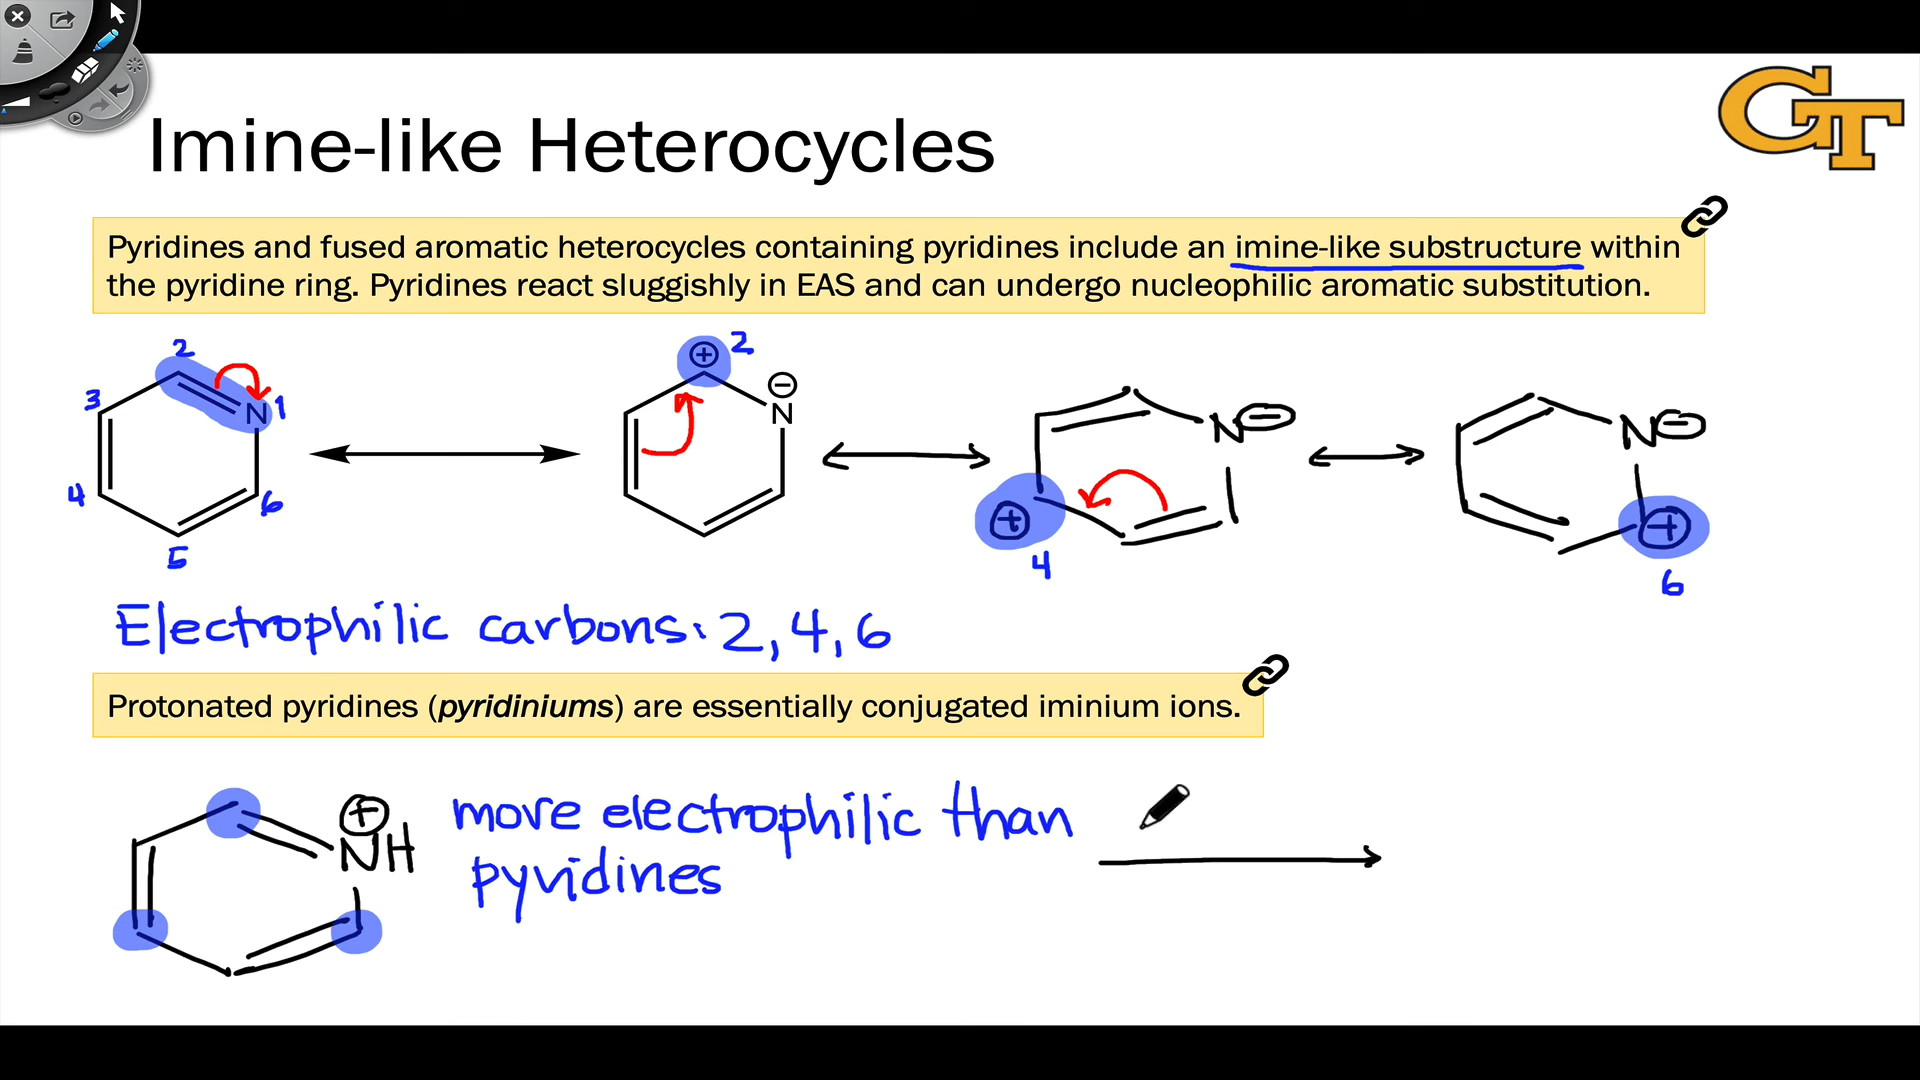 Imine-like Heterocycles
GT
Pyridines and fused aromatic heterocycles containing pyridines include an imine-like substructure within
the pyridine ring. Pyridines react sluggishly in EAS and can undergo nucleophilic aromatic substitution.
2
3
N 1
4
6
5
⊕ 2
⊖
N
N ⊖
⊕
4
N ⊖
⊕
6
Electrophilic carbons: 2, 4, 6
Protonated pyridines (pyridiniums) are essentially conjugated iminium ions.
⊕
NH
more electrophilic than
pyridines